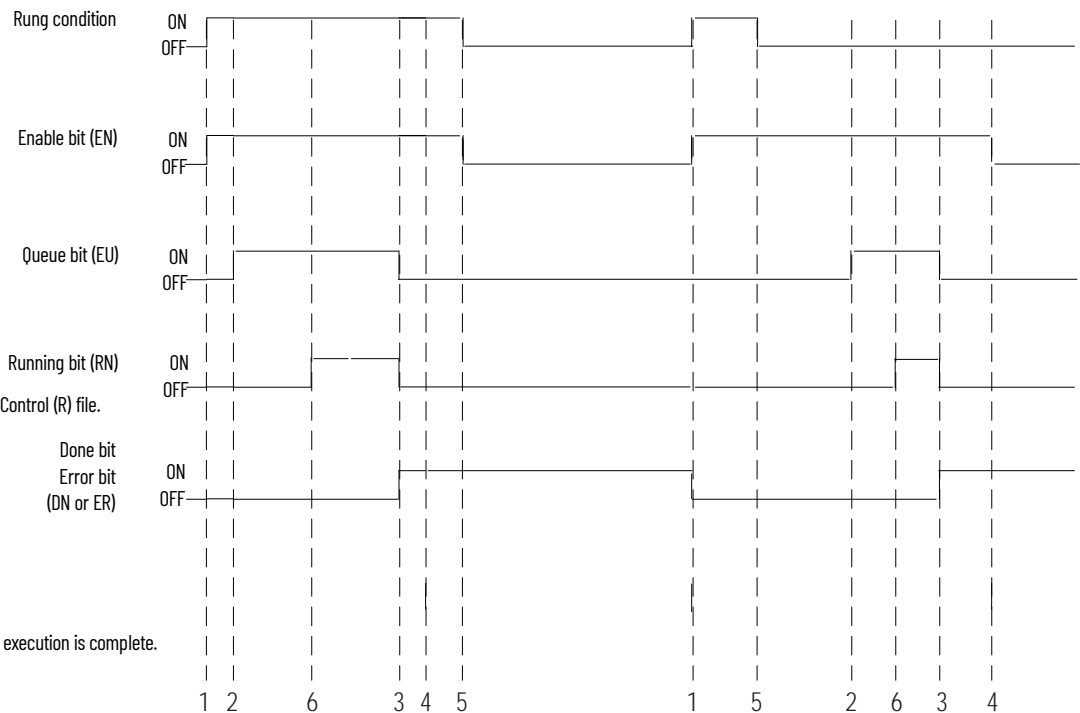 Rung condition
ON
OFF
Enable bit (EN)
ON
OFF
Queue bit (EU)
ON
OFF
Running bit (RN)
ON
OFF
Control (R) file.
Done bit
Error bit
(DN or ER)
ON
OFF
execution is complete.
1 2 6 3 4 5 1 5 2 6 3 4